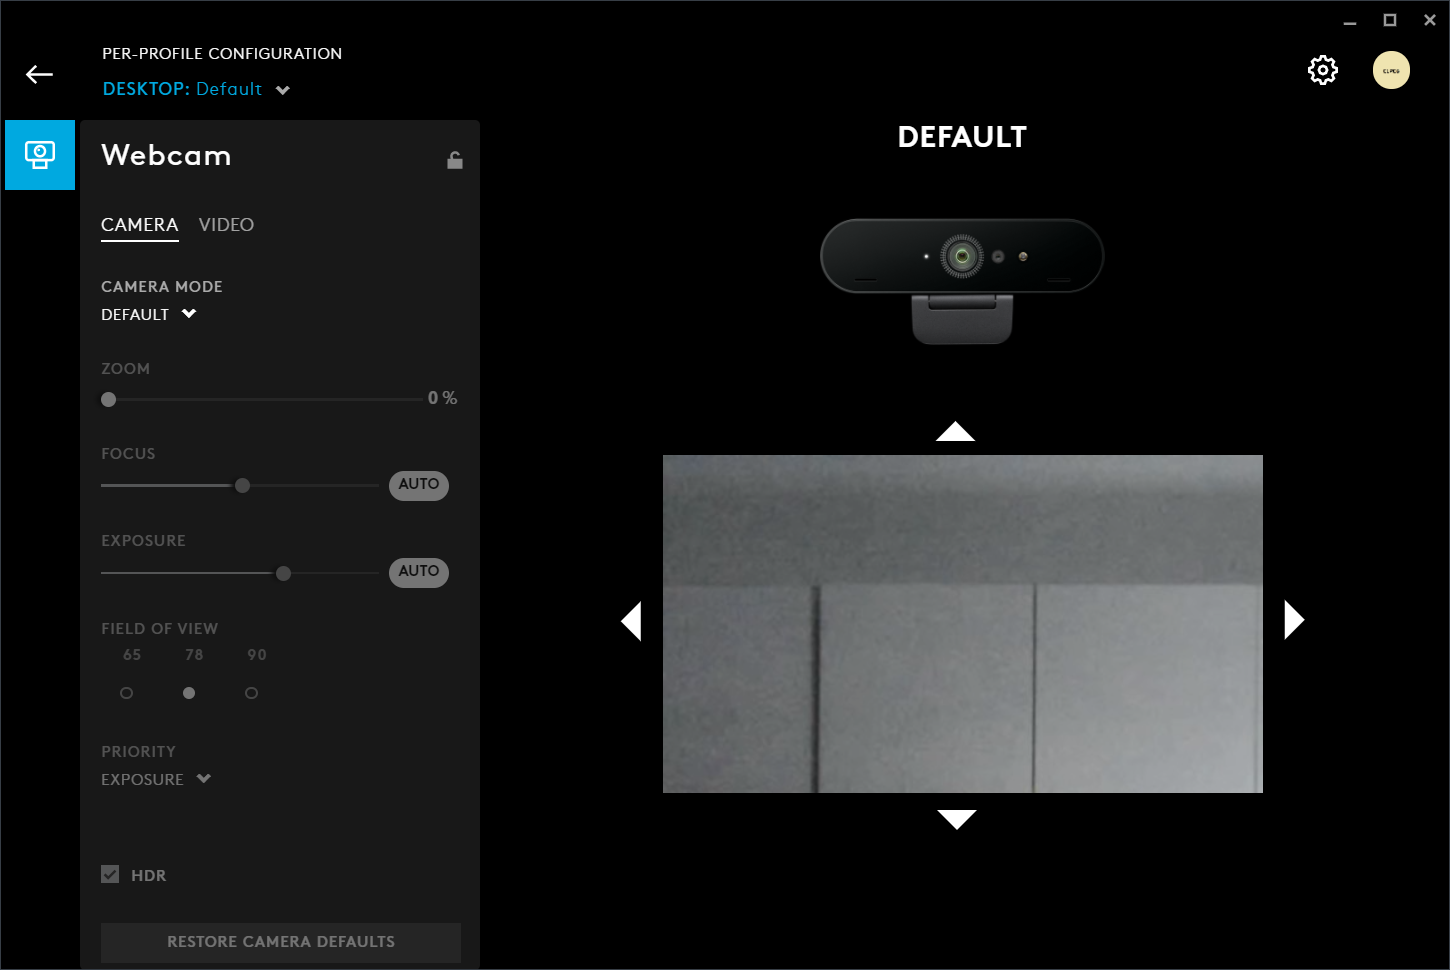 PER-PROFILE CONFIGURATION
DESKTOP: Default
Webcam
CAMERA VIDEO
CAMERA MODE
DEFAULT
ZOOM
0 %
FOCUS
AUTO
EXPOSURE
AUTO
FIELD OF VIEW
65 78 90
PRIORITY
EXPOSURE
HDR
RESTORE CAMERA DEFAULTS
DEFAULT